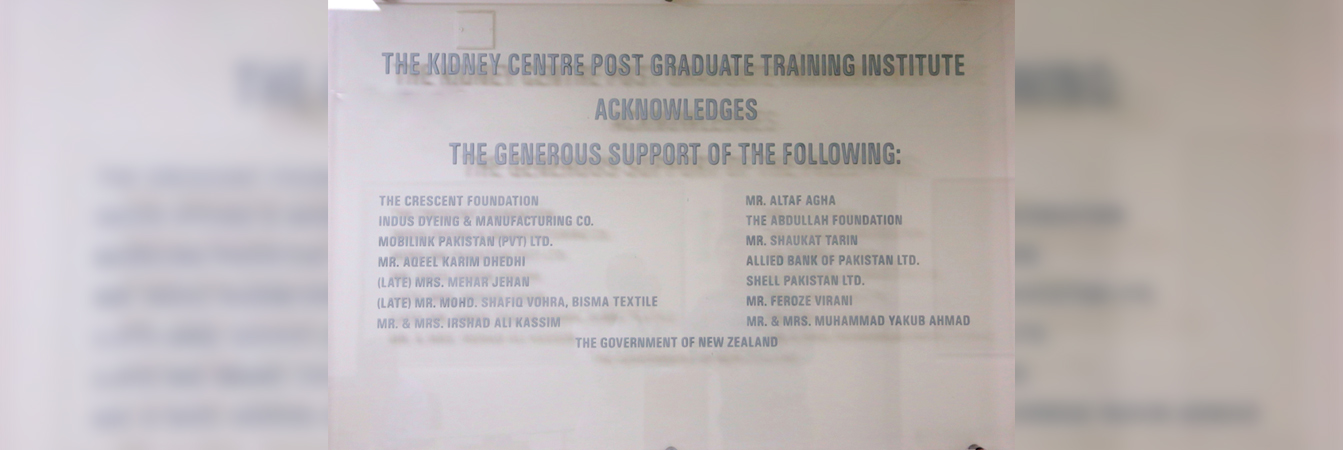 THE KIDNEY CENTRE POST GRADUATE TRAINING INSTITUTE
ACKNOWLEDGES
THE GENEROUS SUPPORT OF THE FOLLOWING:
THE CRESCENT FOUNDATION
INDUS DYEING & MANUFACTURING CO.
MOBILINK PAKISTAN (PVT) LTD.
MR. AQEEL KARIM DHEDHI
(LATE) MRS. MEHAR JEHAN
(LATE) MR. MOHD. SHAFIQ VOHRA, BISMA TEXTILE
MR. & MRS. IRSHAD ALI KASSIM
MR. ALTAF AGHA
THE ABDULLAH FOUNDATION
MR. SHAUKAT TARIN
ALLIED BANK OF PAKISTAN LTD.
SHELL PAKISTAN LTD.
MR. FEROZE VIRANI
MR. & MRS. MUHAMMAD YAKUB AHMAD
THE GOVERNMENT OF NEW ZEALAND